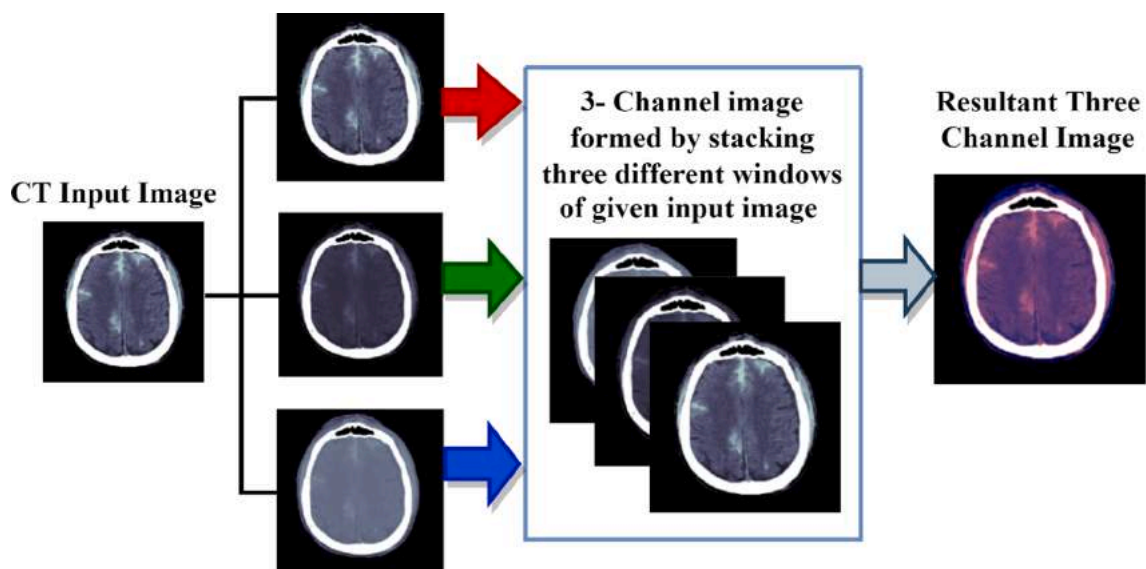 CT Input Image
3- Channel image
formed by stacking
three different windows
of given input image
Resultant Three
Channel Image